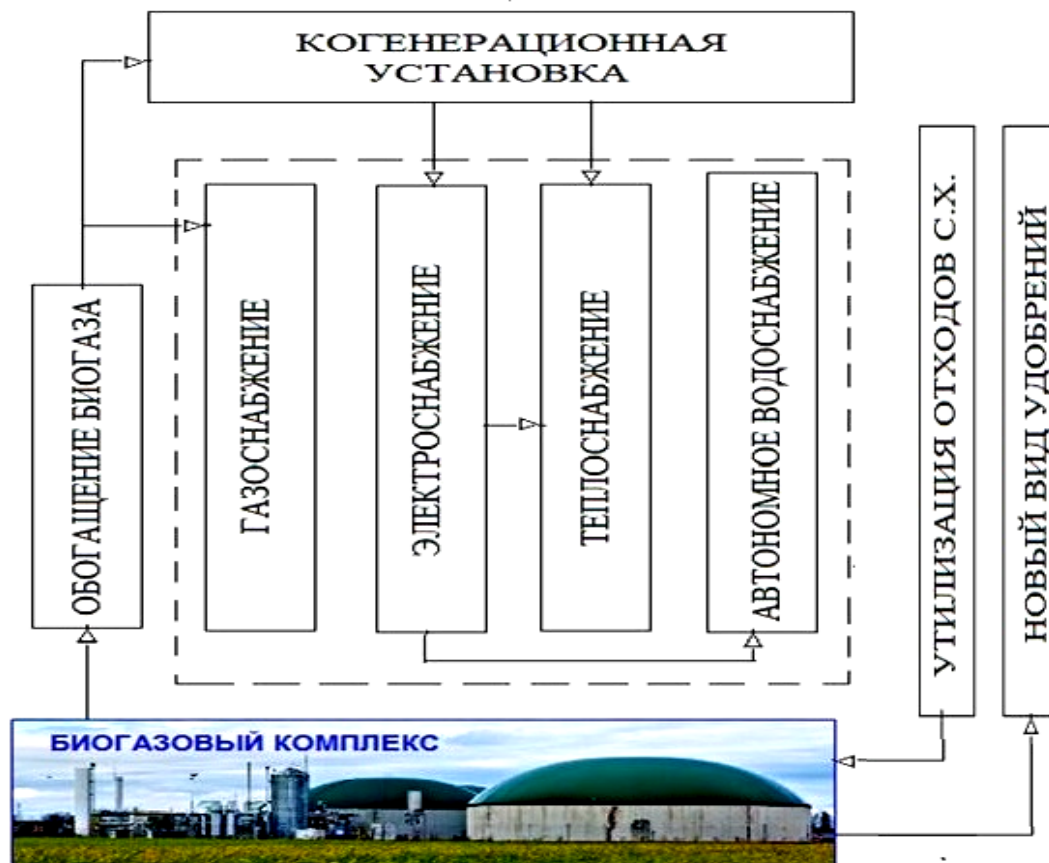 КОГЕНЕРАЦИОННАЯ
УСТАНОВКА
ОБОГАЩЕНИЕ БИОГАЗА
ГАЗОСНАБЖЕНИЕ
ЭЛЕКТРОСНАБЖЕНИЕ
ТЕПЛОСНАБЖЕНИЕ
АВТОНОМНОЕ ВОДОСНАБЖЕНИЕ
УТИЛИЗАЦИЯ ОТХОДОВ С.Х.
НОВЫЙ ВИД УДОБРЕНИЙ
БИОГАЗОВЫЙ КОМПЛЕКС